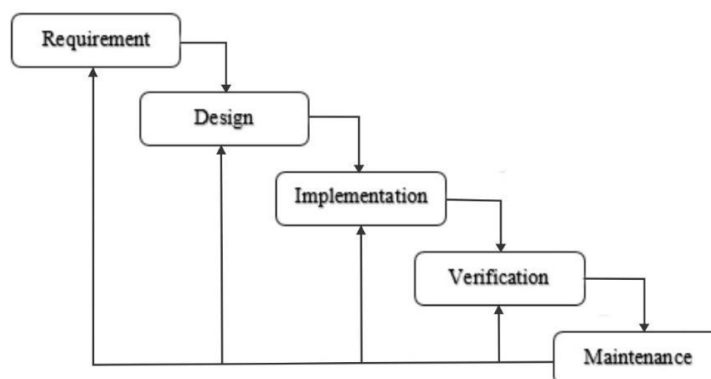 Requirement
Design
Implementation
Verification
Maintenance